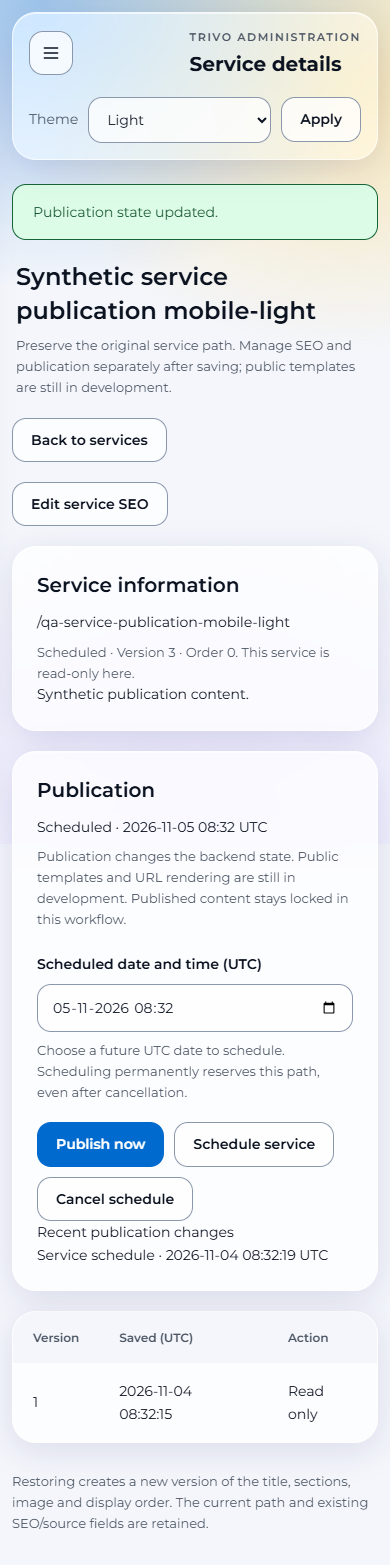 TRIVO ADMINISTRATION
Service details
Theme
Light
Apply
Publication state updated.
Synthetic service
publication mobile-light
Preserve the original service path. Manage SEO and
publication separately after saving; public templates
are still in development.
Back to services
Edit service SEO
Service information
/qa-service-publication-mobile-light
Scheduled · Version 3 · Order 0. This service is
read-only here.
Synthetic publication content.
Publication
Scheduled · 2026-11-05 08:32 UTC
Publication changes the backend state. Public
templates and URL rendering are still in
development. Published content stays locked in
this workflow.
Scheduled date and time (UTC)
05-11-2026 08:32
Choose a future UTC date to schedule.
Scheduling permanently reserves this path,
even after cancellation.
Publish now
Schedule service
Cancel schedule
Recent publication changes
Service schedule · 2026-11-04 08:32:19 UTC
Version Saved (UTC) Action
1 2026-11-04 Read
08:32:15 only
Restoring creates a new version of the title, sections,
image and display order. The current path and existing
SEO/source fields are retained.